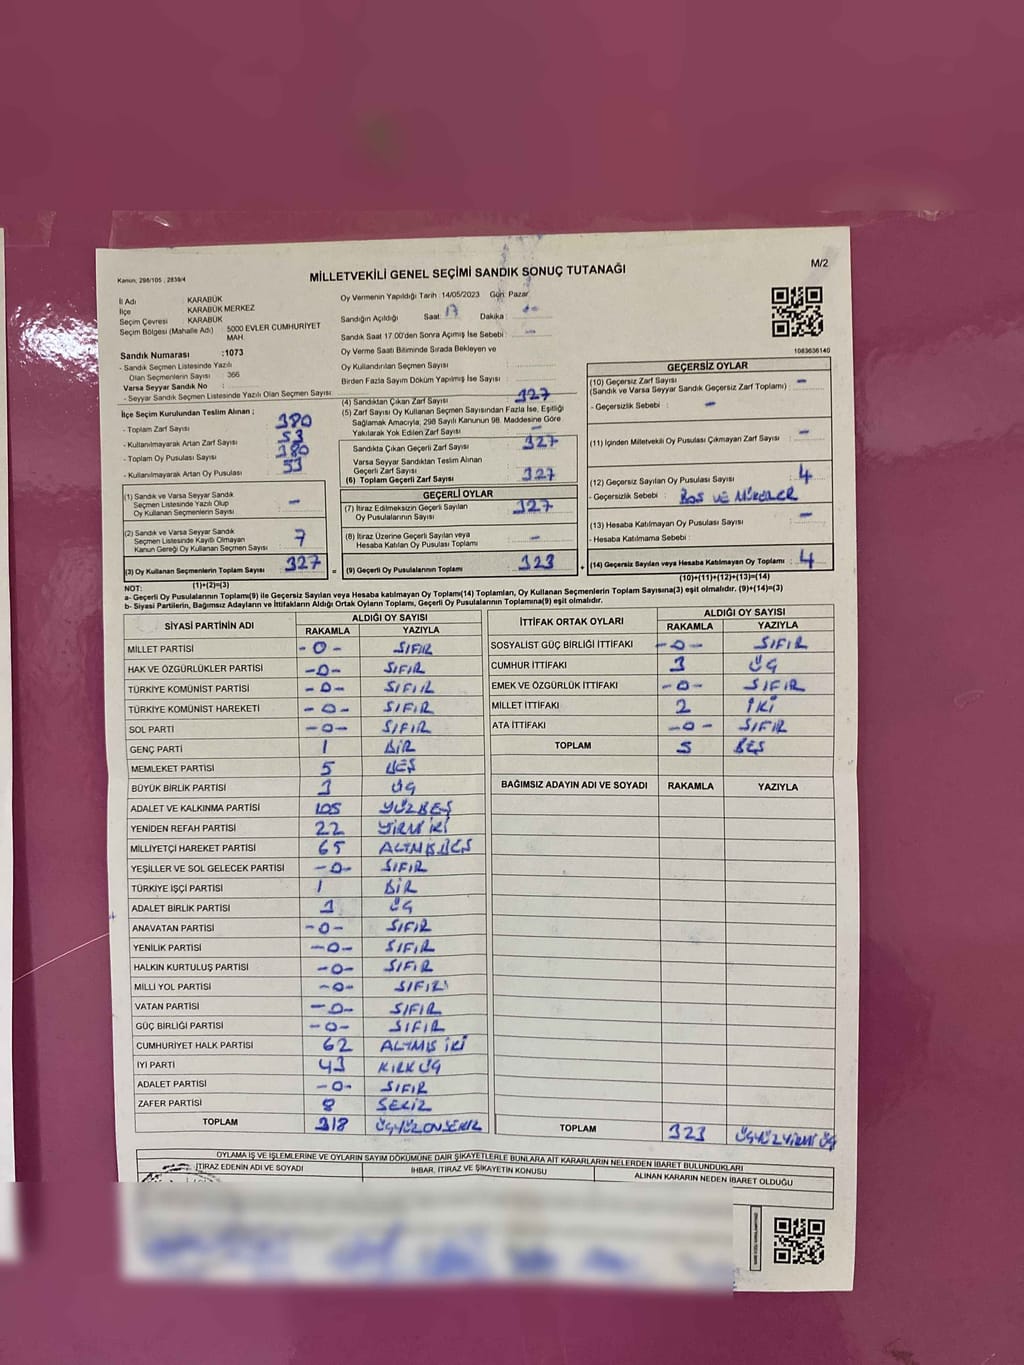 Kanun; 298/105 , 2839/4
MİLLETVEKİLİ GENEL SEÇİMİ SANDIK SONUÇ TUTANAĞI
M/2
İl Adı KARABÜK
İlçe KARABÜK MERKEZ
Seçim Çevresi KARABÜK
Seçim Bölgesi (Mahalle Adı) 5000 EVLER CUMHURİYET
MAH.
Sandık Numarası :1073
- Sandık Seçmen Listesinde Yazılı
Olan Seçmenlerin Sayısı : 366
Varsa Seyyar Sandık No :
- Seyyar Sandık Seçmen Listesinde Yazılı Olan Seçmen Sayısı :
Oy Vermenin Yapıldığı Tarih :14/05/2023 Gün: Pazar
Sandığın Açıldığı Saat: 17 Dakika :
Sandık Saat 17.00'den Sonra Açımış İse Sebebi : -
Oy Verme Saati Bitiminde Sırada Bekleyen ve
Oy Kullandırılan Seçmen Sayısı :
Birden Fazla Sayım Döküm Yapılmış İse Sayısı :
1083636140
İlçe Seçim Kurulundan Teslim Alınan ;
- Toplam Zarf Sayısı : 380
- Kullanılmayarak Artan Zarf Sayısı : 53
- Toplam Oy Pusulası Sayısı : 380
- Kullanılmayarak Artan Oy Pusulası : 53
(1) Sandık ve Varsa Seyyar Sandık
Seçmen Listesinde Yazılı Olup
Oy Kullanan Seçmenlerin Sayısı : -
(2) Sandık ve Varsa Seyyar Sandık
Seçmen Listesinde Kayıtlı Olmayan
Kanun Gereği Oy Kullanan Seçmen Sayısı : 7
(3) Oy Kullanan Seçmenlerin Toplam Sayısı : 327
(1)+(2)=(3)
(4) Sandıktan Çıkan Zarf Sayısı : 327
(5) Zarf Sayısı Oy Kullanan Seçmen Sayısından Fazla İse, Eşitliği
Sağlamak Amacıyla; 298 Sayılı Kanunun 98. Maddesine Göre
Yakılarak Yok Edilen Zarf Sayısı : -
Sandıkta Çıkan Geçerli Zarf Sayısı : 327
Varsa Seyyar Sandıktan Teslim Alınan
Geçerli Zarf Sayısı
(6) Toplam Geçerli Zarf Sayısı : 327
GEÇERLİ OYLAR
(7) İtiraz Edilmeksizin Geçerli Sayılan
Oy Pusulalarının Sayısı : 327
(8) İtiraz Üzerine Geçerli Sayılan veya
Hesaba Katılan Oy Pusulası Toplamı : -
(9) Geçerli Oy Pusulalarının Toplamı : 323
GEÇERSİZ OYLAR
(10) Geçersiz Zarf Sayısı : -
(Sandık ve Varsa Seyyar Sandık Geçersiz Zarf Toplamı)
- Geçersizlik Sebebi : -
(11) İçinden Milletvekili Oy Pusulası Çıkmayan Zarf Sayısı : -
(12) Geçersiz Sayılan Oy Pusulası Sayısı : 4
- Geçersizlik Sebebi : BOŞ VE
(13) Hesaba Katılmayan Oy Pusulası Sayısı : -
- Hesaba Katılmama Sebebi :
(14) Geçersiz Sayılan veya Hesaba Katılmayan Oy Toplamı : 4
(10)+(11)+(12)+(13)=(14)
NOT:
a- Geçerli Oy Pusulasının Toplamı(9) ile Geçersiz Sayılan veya Hesaba katılmayan Oy Toplamı(14) Toplamları, Oy Kullanan Seçmenlerin Toplam Sayısına(3) eşit olmalıdır. (9)+(14)=(3)
b- Siyasi Partilerin, Bağımsız Adayların ve İttifakların Aldığı Ortak Oyların Toplamı, Geçerli Oy Pusulalarının Toplamına(9) eşit olmalıdır.
SİYASİ PARTİNİN ADI ALDIĞI OY SAYISI
RAKAMLA YAZIYLA
MİLLET PARTİSİ -0- SIFIR
HAK VE ÖZGÜRLÜKLER PARTİSİ -0- SIFIR
TÜRKİYE KOMÜNİST PARTİSİ -0- SIFIR
TÜRKİYE KOMÜNİST HAREKETİ -0- SIFIR
SOL PARTİ -0- SIFIR
GENÇ PARTİ 1 BİR
MEMLEKET PARTİSİ 5 BEŞ
BÜYÜK BİRLİK PARTİSİ 3 ÜÇ
ADALET VE KALKINMA PARTİSİ 105 YÜZBEŞ
YENİDEN REFAH PARTİSİ 22 YİRMİ İKİ
MİLLİYETÇİ HAREKET PARTİSİ 65 ALTMIŞ BEŞ
YEŞİLLER VE SOL GELECEK PARTİSİ -0- SIFIR
TÜRKİYE İŞÇİ PARTİSİ 1 BİR
ADALET BİRLİK PARTİSİ 3 ÜÇ
ANAVATAN PARTİSİ -0- SIFIR
YENİLİK PARTİSİ -0- SIFIR
HALKIN KURTULUŞ PARTİSİ -0- SIFIR
MİLLİ YOL PARTİSİ -0- SIFIR
VATAN PARTİSİ -0- SIFIR
GÜÇ BİRLİĞİ PARTİSİ -0- SIFIR
CUMHURİYET HALK PARTİSİ 62 ALTMIŞ İKİ
İYİ PARTİ 43 KIRK ÜÇ
ADALET PARTİSİ -0- SIFIR
ZAFER PARTİSİ 8 SEKİZ
TOPLAM 318 ÜÇYÜZONSEKİZ
İTTİFAK ORTAK OYLARI ALDIĞI OY SAYISI
RAKAMLA YAZIYLA
SOSYALİST GÜÇ BİRLİĞİ İTTİFAKI -0- SIFIR
CUMHUR İTTİFAKI 3 ÜÇ
EMEK VE ÖZGÜRLÜK İTTİFAKI -0- SIFIR
MİLLET İTTİFAKI 2 İKİ
ATA İTTİFAKI -0- SIFIR
TOPLAM 5 BEŞ
BAĞIMSIZ ADAYIN ADI VE SOYADI RAKAMLA YAZIYLA
TOPLAM 323 ÜÇYÜZYİRMİ ÜÇ
OYLAMA İŞ VE İŞLEMLERİNE VE OYLARIN SAYIM DÖKÜMÜNE DAİR ŞİKAYETLERLE BUNLARA AİT KARARLARIN NELERDEN İBARET BULUNDUKLARI
İTİRAZ EDENİN ADI VE SOYADI İHBAR, İTİRAZ VE ŞİKAYETİN KONUSU ALINAN KARARIN NEDEN İBARET OLDUĞU